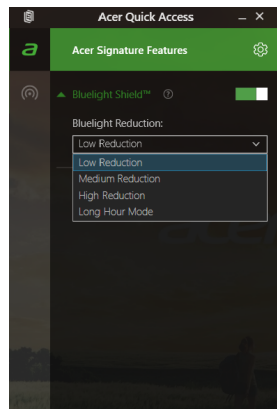 Acer Quick Access
Acer Signature Features
Bluelight Shield™
Bluelight Reduction:
Low Reduction
Low Reduction
Medium Reduction
High Reduction
Long Hour Mode